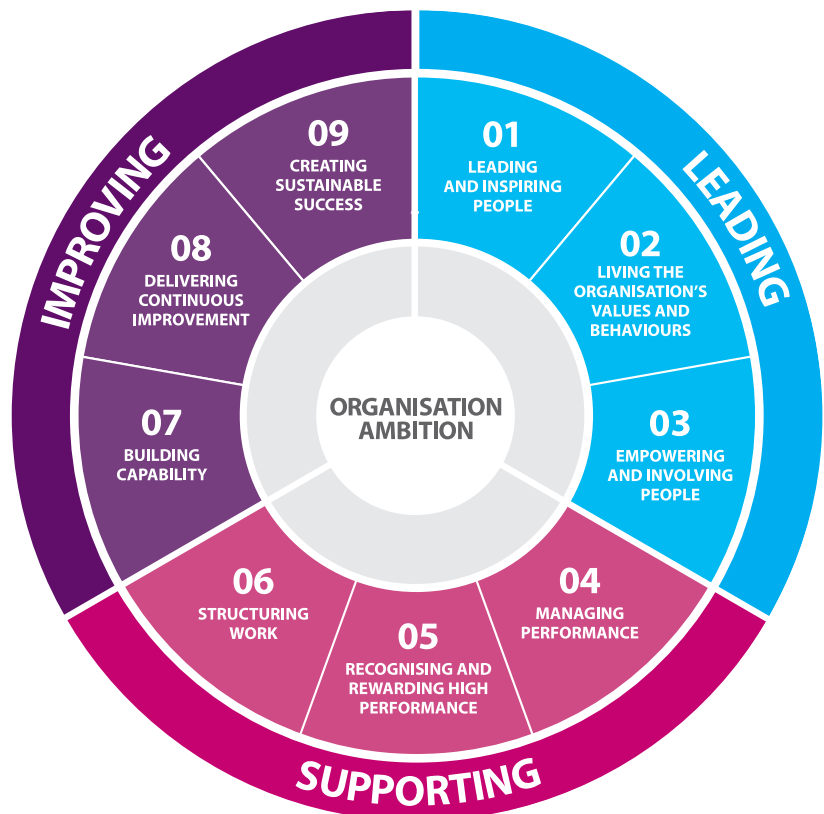 LEADING
01
LEADING
AND INSPIRING
PEOPLE
02
LIVING THE
ORGANISATION'S
VALUES AND
BEHAVIOURS
03
EMPOWERING
AND INVOLVING
PEOPLE
SUPPORTING
04
MANAGING
PERFORMANCE
05
RECOGNISING AND
REWARDING HIGH
PERFORMANCE
06
STRUCTURING
WORK
IMPROVING
07
BUILDING
CAPABILITY
08
DELIVERING
CONTINUOUS
IMPROVEMENT
09
CREATING
SUSTAINABLE
SUCCESS
ORGANISATION
AMBITION